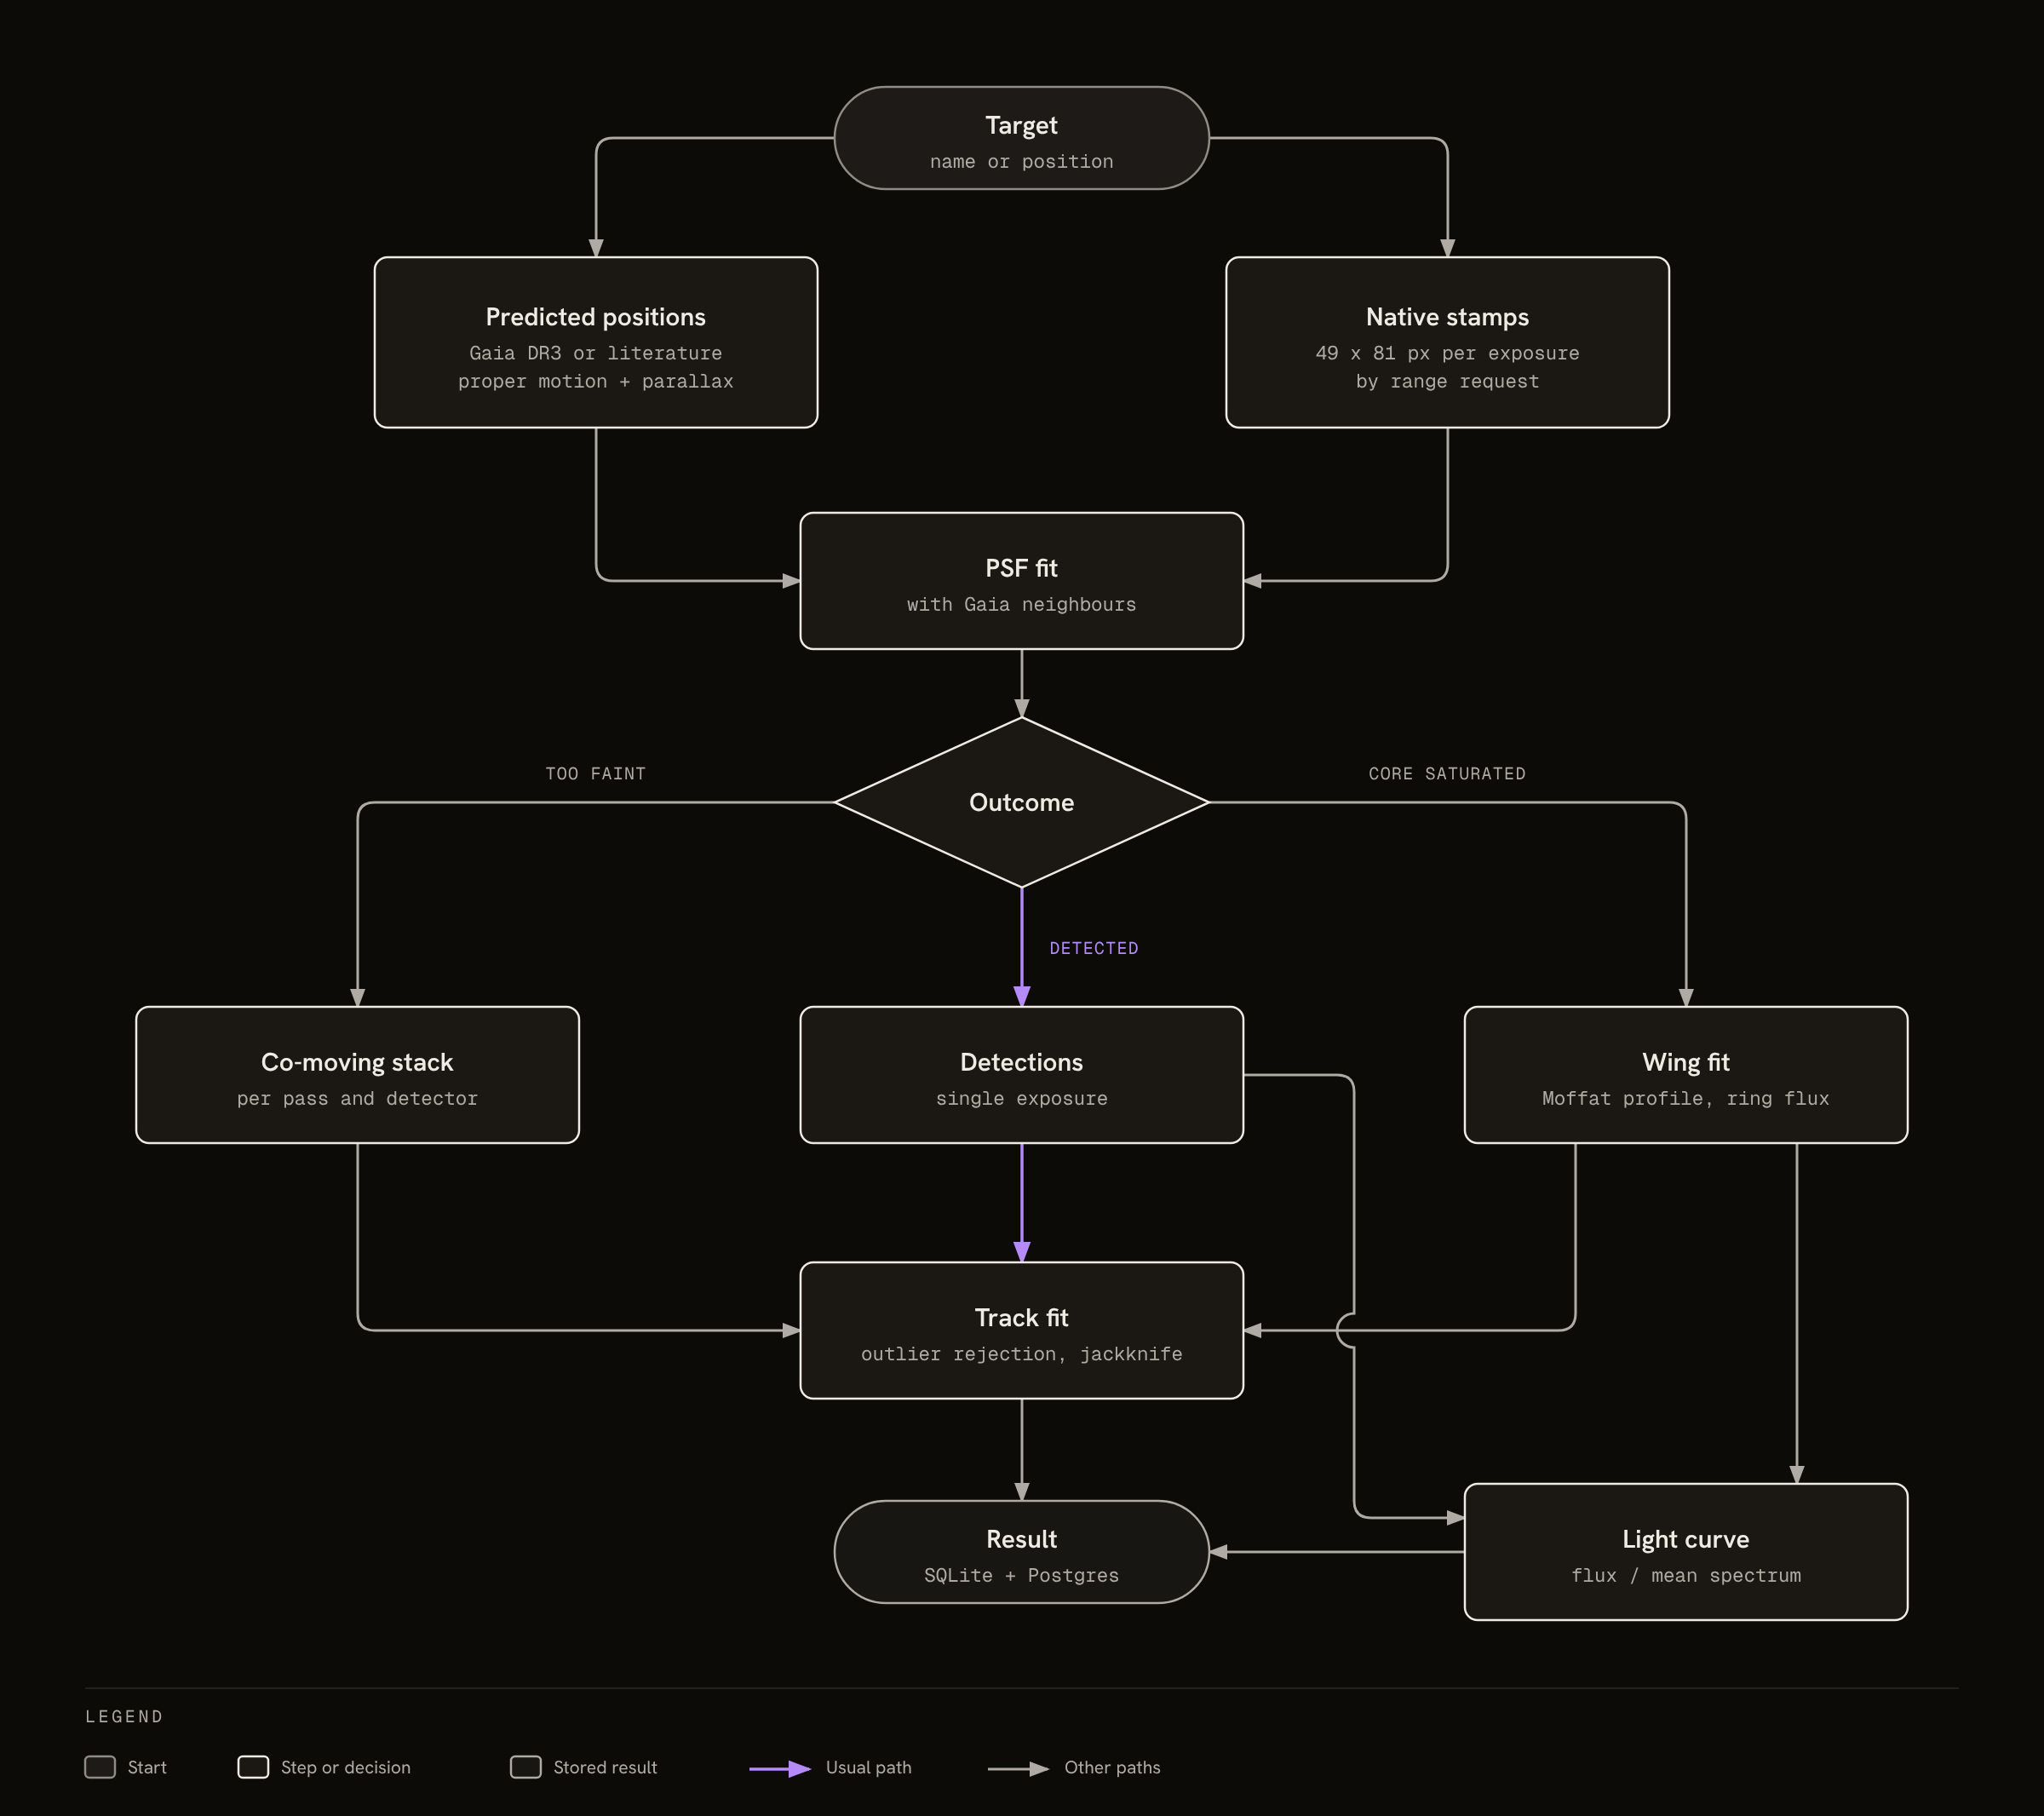 Target
name or position
Predicted positions
Gaia DR3 or literature
proper motion + parallax
Native stamps
49 x 81 px per exposure
by range request
PSF fit
with Gaia neighbours
TOO FAINT
CORE SATURATED
Outcome
DETECTED
Co-moving stack
per pass and detector
Detections
single exposure
Wing fit
Moffat profile, ring flux
Track fit
outlier rejection, jackknife
Result
SQLite + Postgres
Light curve
flux / mean spectrum
LEGEND
Start
Step or decision
Stored result
Usual path
Other paths